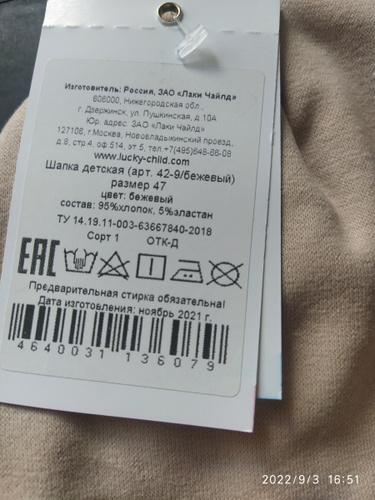 Изготовитель: Россия, ЗАО «Лаки Чайлд»
606000, Нижегородская обл.,
г. Дзержинск, ул. Пушкинская, д.10А
Юр. адрес: ЗАО «Лаки Чайлд»
127106, г.Москва, Нововладыкинский проезд,
д.8, стр.4, оф.514, эт.5, тел.+7(495)648-66-08
www.lucky-child.com
Шапка детская (арт. 42-9/бежевый)
размер 47
цвет: бежевый
состав: 95%хлопок, 5%эластан
ТУ 14.19.11-003-63667840-2018
Сорт 1 ОТК-Д
EAC
Предварительная стирка обязательна!
Дата изготовления: ноябрь 2021 г.
4640031 136079
2022/9/3 16:51